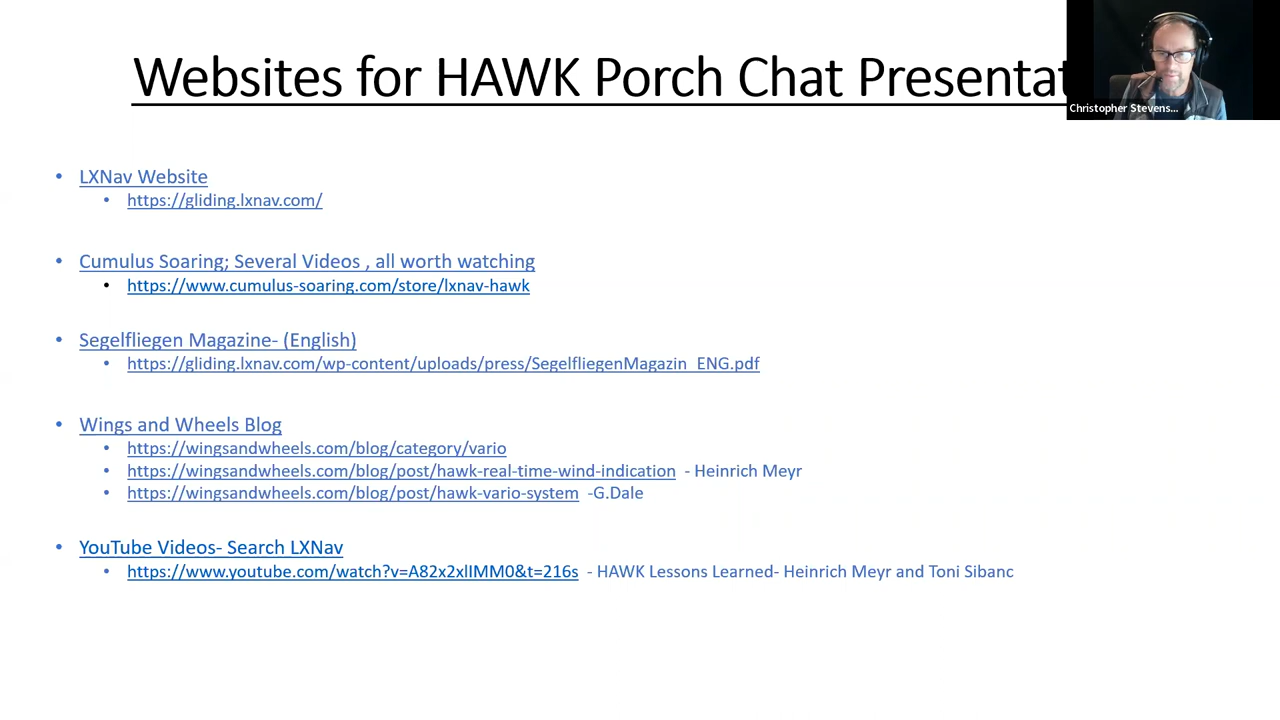 Websites for HAWK Porch Chat Presentat
Christopher Stevens...
LXNav Website
https://gliding.lxnav.com/
Cumulus Soaring; Several Videos , all worth watching
https://www.cumulus-soaring.com/store/lxnav-hawk
Segelfliegen Magazine- (English)
https://gliding.lxnav.com/wp-content/uploads/press/SegelfliegenMagazin_ENG.pdf
Wings and Wheels Blog
https://wingsandwheels.com/blog/category/vario
https://wingsandwheels.com/blog/post/hawk-real-time-wind-indication - Heinrich Meyr
https://wingsandwheels.com/blog/post/hawk-vario-system -G.Dale
YouTube Videos- Search LXNav
https://www.youtube.com/watch?v=A82x2xlIMM0&t=216s - HAWK Lessons Learned- Heinrich Meyr and Toni Sibanc